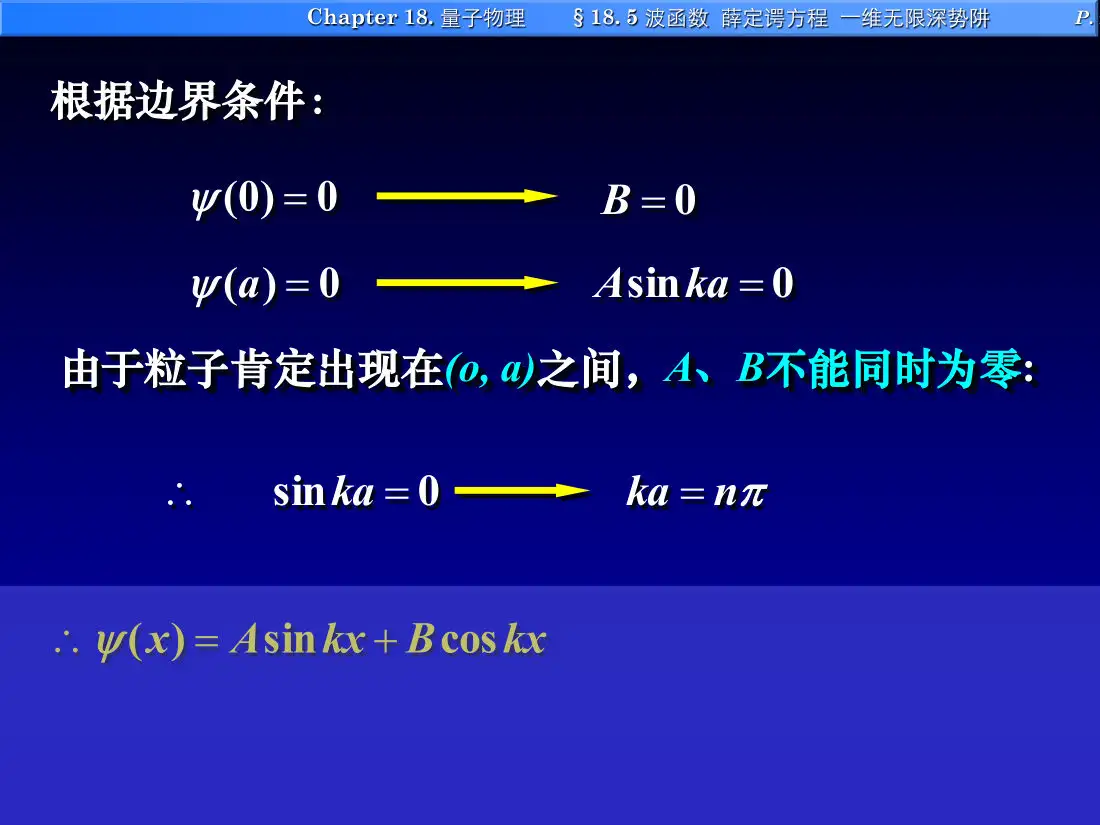 Chapter 18. 量子物理 §18. 5 波函数 薛定谔方程 一维无限深势阱 P.
根据边界条件:
ψ(0) = 0 → B = 0
ψ(a) = 0 → A sin ka = 0
由于粒子肯定出现在(o, a)之间，A、B不能同时为零:
∴ sin ka = 0 → ka = nπ
∴ ψ(x) = A sin kx + B cos kx